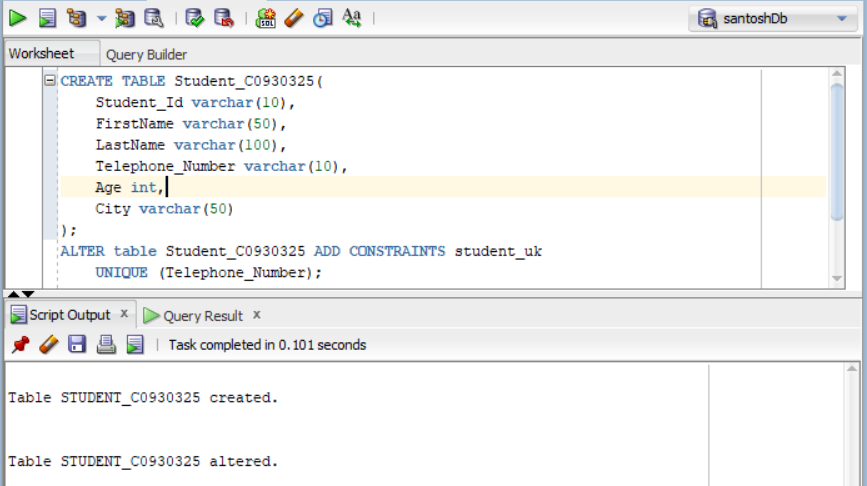 santoshDb
Worksheet Query Builder
CREATE TABLE Student_C0930325(
Student_Id varchar(10),
FirstName varchar(50),
LastName varchar(100),
Telephone_Number varchar(10),
Age int,
City varchar(50)
);
ALTER table Student_C0930325 ADD CONSTRAINTS student_uk
UNIQUE (Telephone_Number);
Script Output x Query Result x
Task completed in 0.101 seconds
Table STUDENT_C0930325 created.
Table STUDENT_C0930325 altered.